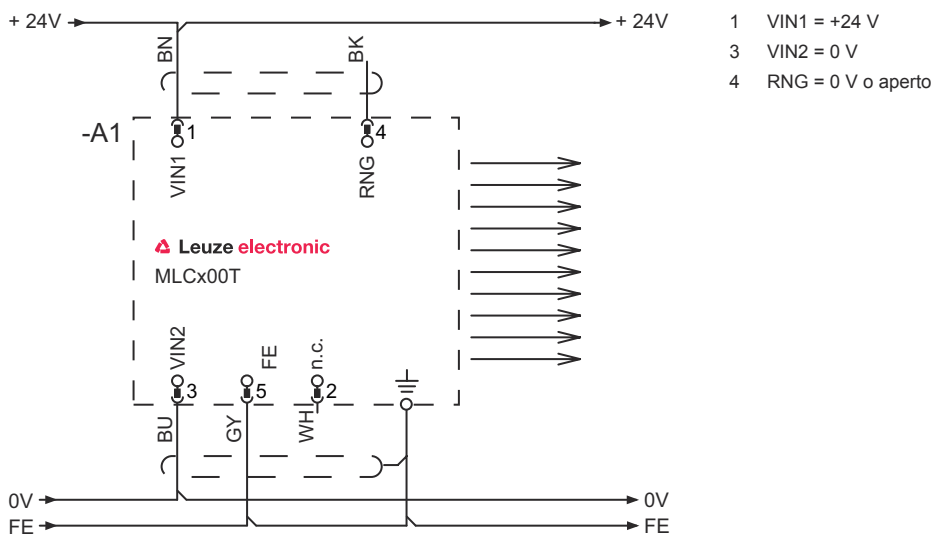 + 24V
+ 24V
1 VIN1 = +24 V
3 VIN2 = 0 V
4 RNG = 0 V o aperto
BN
BK
-A1
1
4
VIN1
RNG
Leuze electronic
MLCx00T
VIN2
FE
n.c.
3
5
2
BU
GY
WH
0V
0V
FE
FE